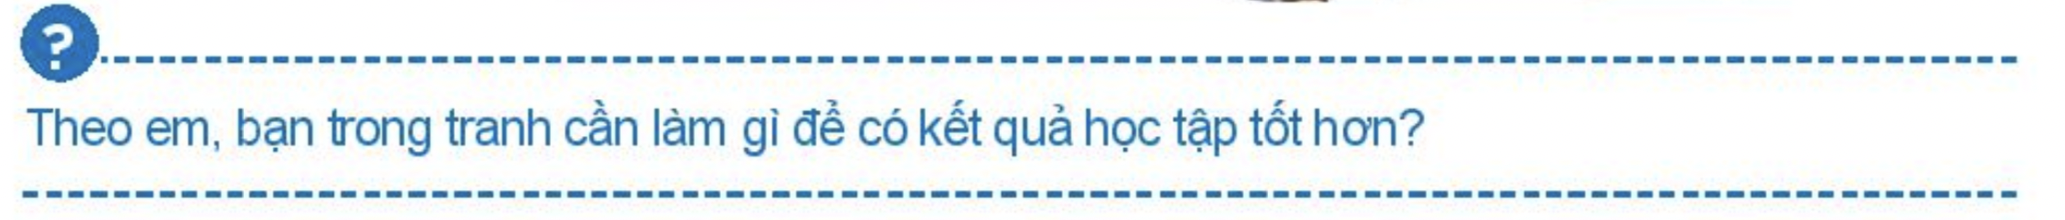 ?
Theo em, bạn trong tranh cần làm gì để có kết quả học tập tốt hơn?